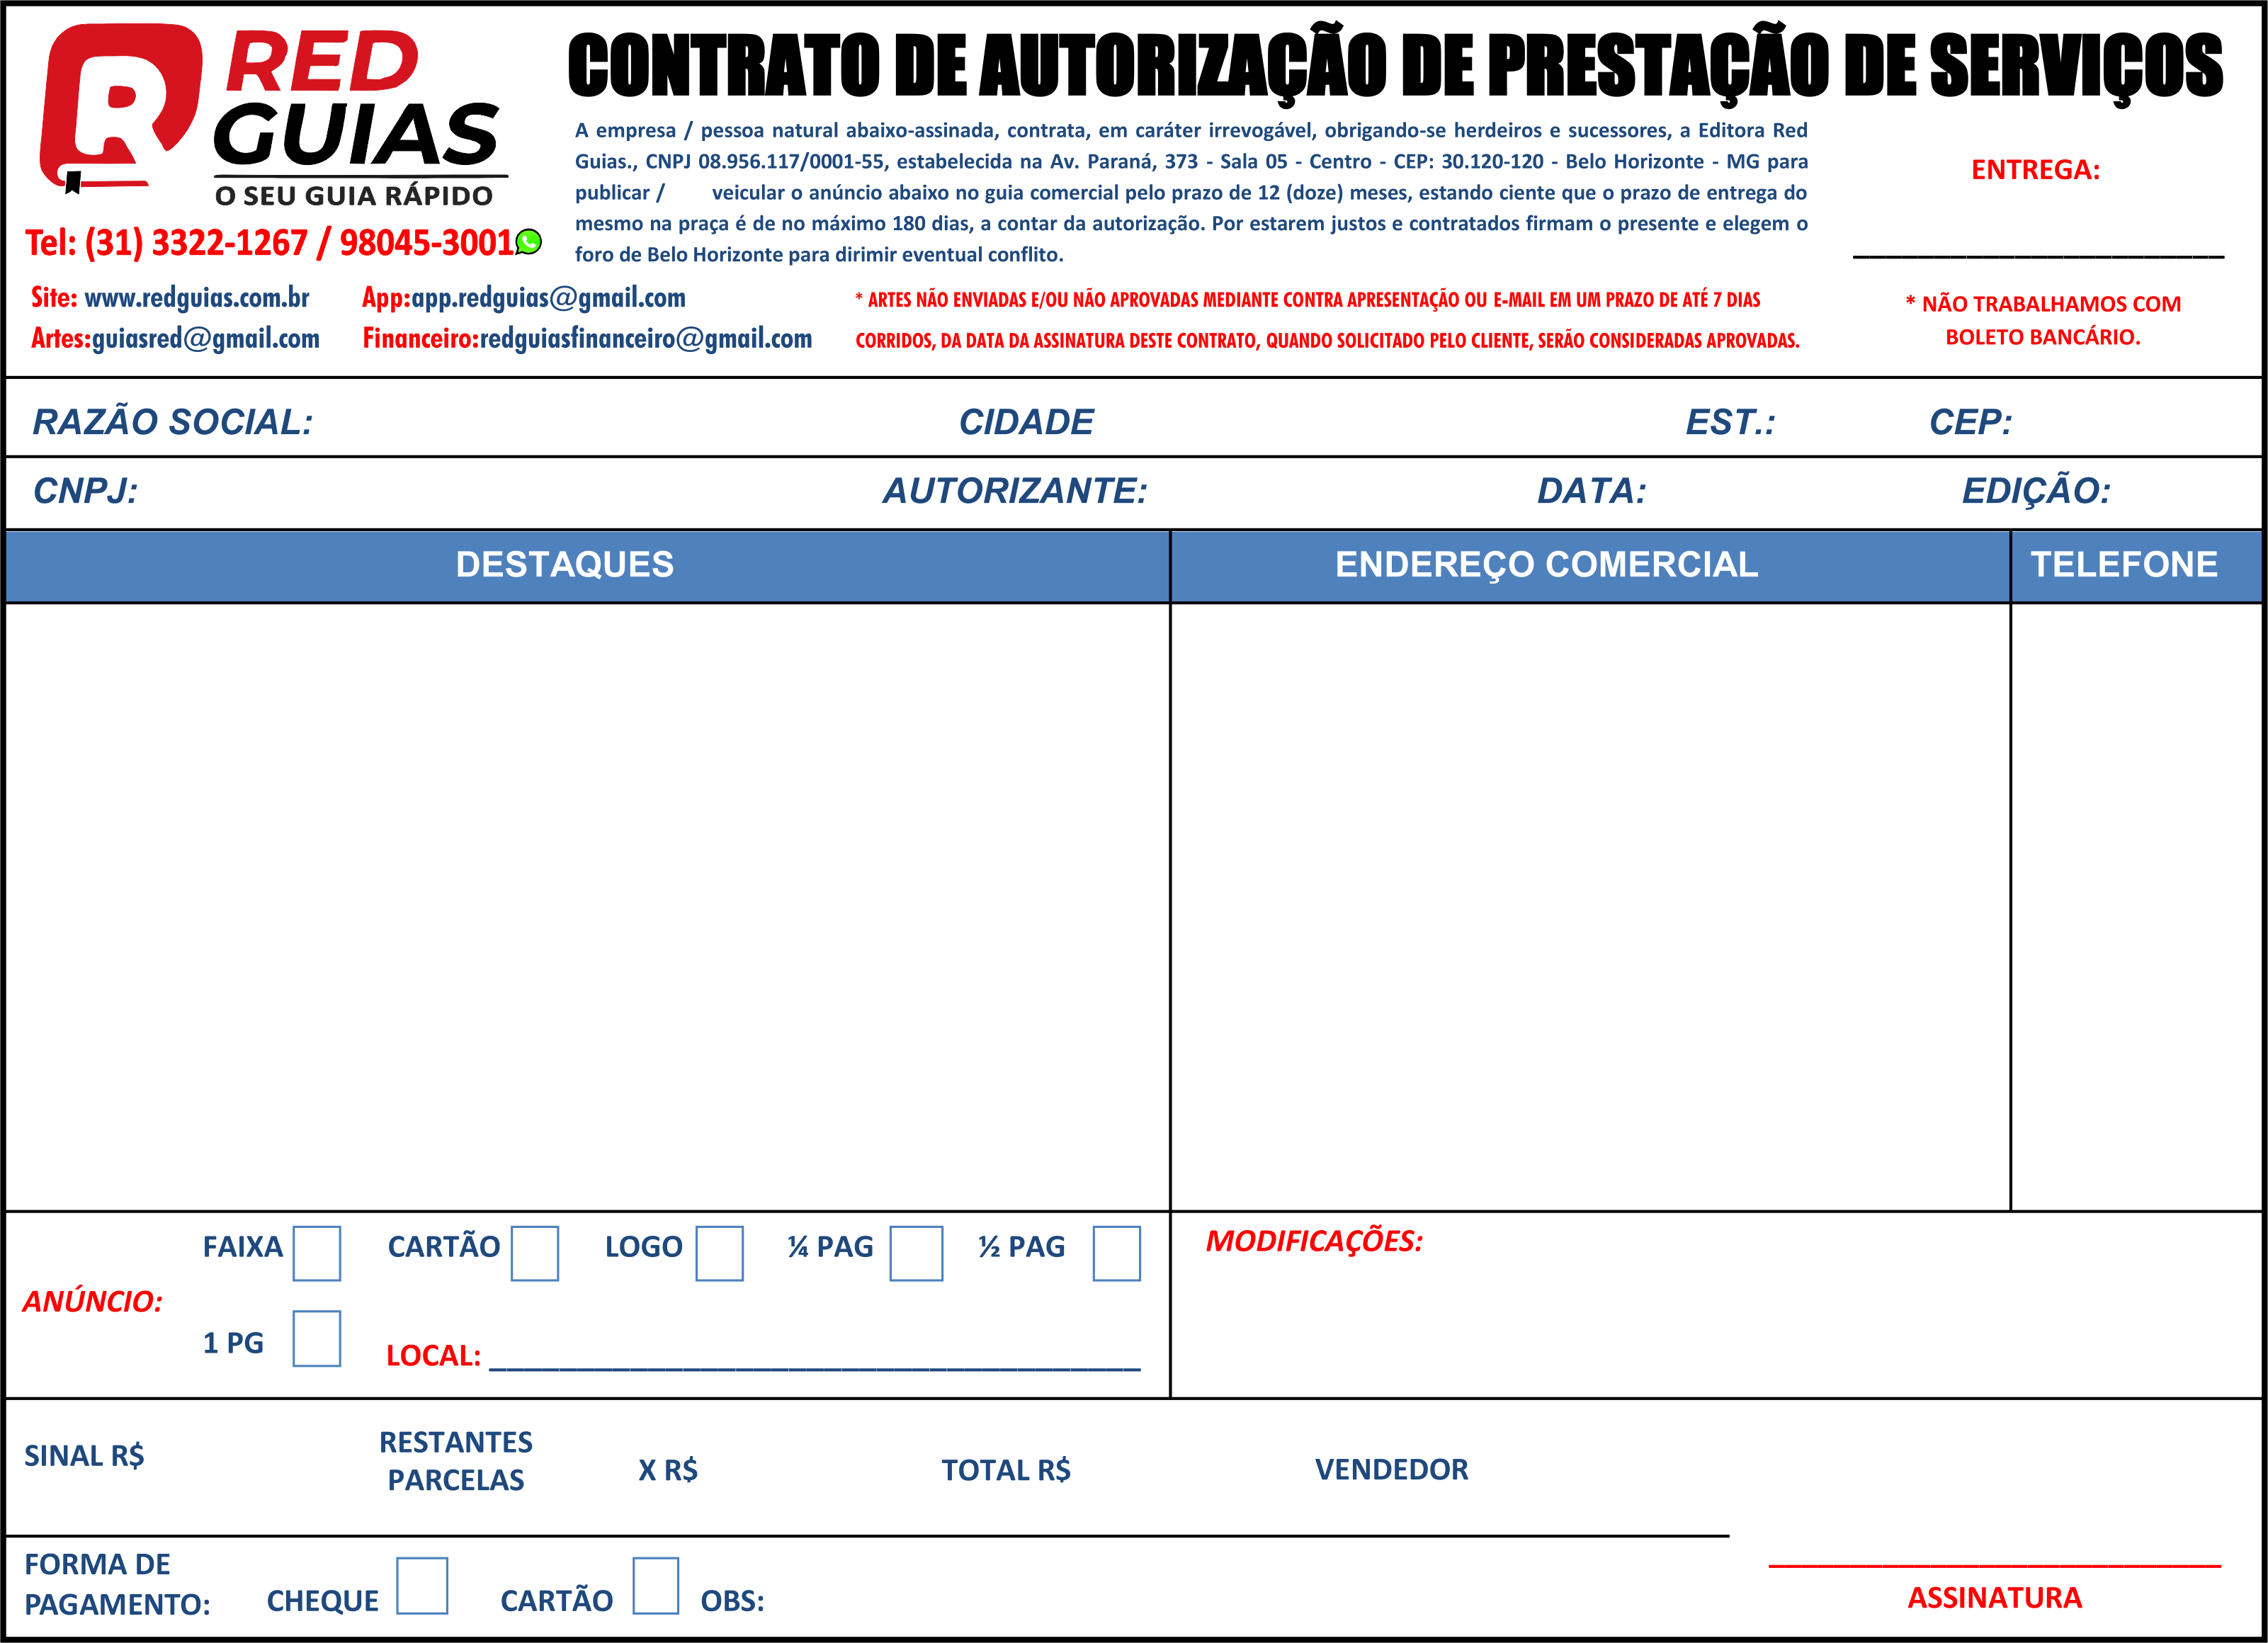 R
RED
GUIAS
O SEU GUIA RÁPIDO
Tel: (31) 3322-1267 / 98045-3001
Site: www.redguias.com.br
App:app.redguias@gmail.com
Artes:guiasred@gmail.com
Financeiro:redguiasfinanceiro@gmail.com
CONTRATO DE AUTORIZAÇÃO DE PRESTAÇÃO DE SERVIÇOS
A empresa / pessoa natural abaixo-assinada, contrata, em caráter irrevogável, obrigando-se herdeiros e sucessores, a Editora Red
Guias., CNPJ 08.956.117/0001-55, estabelecida na Av. Paraná, 373 - Sala 05 - Centro - CEP: 30.120-120 - Belo Horizonte - MG para
publicar / veicular o anúncio abaixo no guia comercial pelo prazo de 12 (doze) meses, estando ciente que o prazo de entrega do
mesmo na praça é de no máximo 180 dias, a contar da autorização. Por estarem justos e contratados firmam o presente e elegem o
foro de Belo Horizonte para dirimir eventual conflito.
* ARTES NÃO ENVIADAS E/OU NÃO APROVADAS MEDIANTE CONTRA APRESENTAÇÃO OU E-MAIL EM UM PRAZO DE ATÉ 7 DIAS
CORRIDOS, DA DATA DA ASSINATURA DESTE CONTRATO, QUANDO SOLICITADO PELO CLIENTE, SERÃO CONSIDERADAS APROVADAS.
ENTREGA:
* NÃO TRABALHAMOS COM
BOLETO BANCÁRIO.
RAZÃO SOCIAL: CIDADE EST.: CEP:
CNPJ: AUTORIZANTE: DATA: EDIÇÃO:
DESTAQUES ENDEREÇO COMERCIAL TELEFONE
ANÚNCIO:
FAIXA CARTÃO LOGO ¼ PAG ½ PAG
1 PG LOCAL:
MODIFICAÇÕES:
SINAL R$
RESTANTES
PARCELAS
X R$ TOTAL R$ VENDEDOR
FORMA DE
PAGAMENTO:
CHEQUE CARTÃO OBS:
ASSINATURA